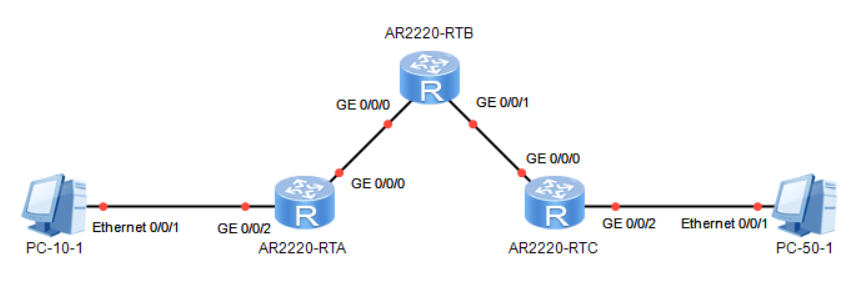 AR2220-RTB
R
GE 0/0/0
GE 0/0/1
GE 0/0/0
GE 0/0/0
R
R
Ethernet 0/0/1
GE 0/0/2
GE 0/0/2
Ethernet 0/0/1
PC-10-1
AR2220-RTA
AR2220-RTC
PC-50-1